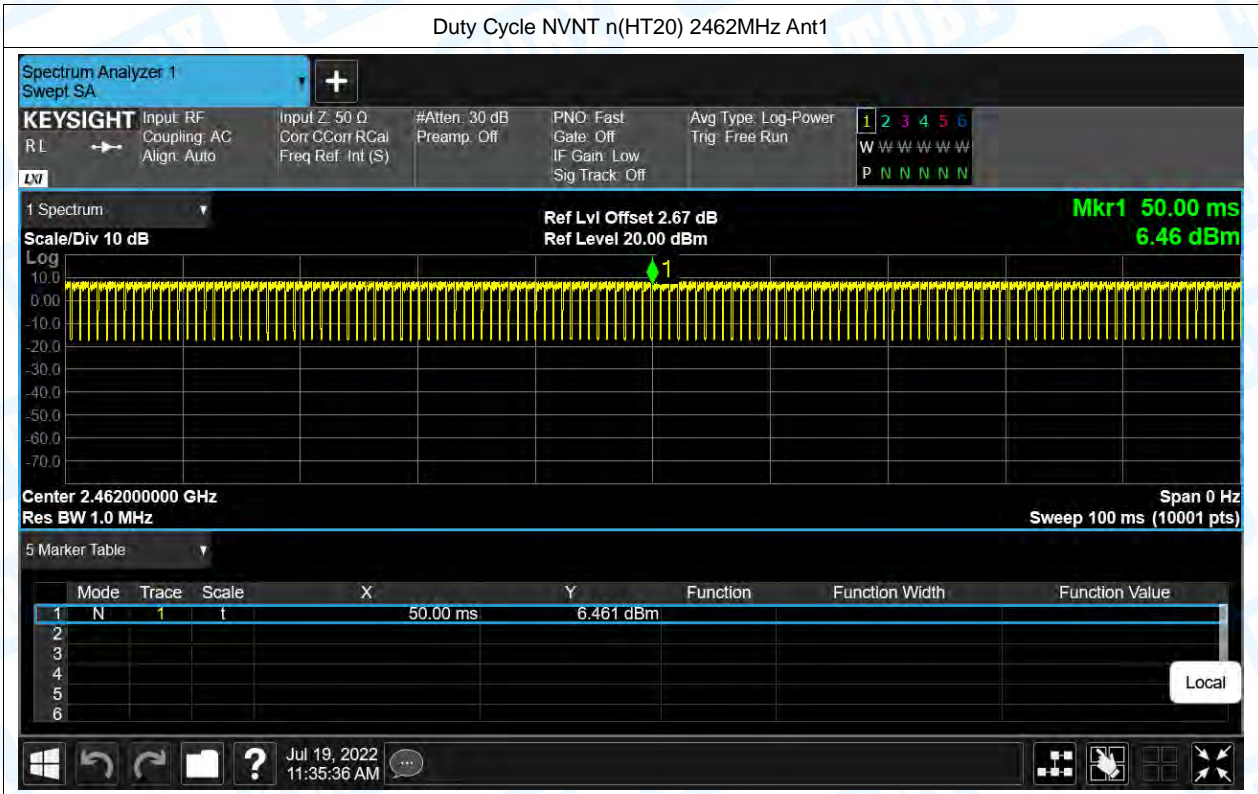 Duty Cycle NVNT n(HT20) 2462MHz Ant1
Spectrum Analyzer 1
Swept SA
+
KEYSIGHT
RL
LXI
Input: RF
Coupling: AC
Align: Auto
Input Z: 50 Ω
Corr CCorr RCal
Freq Ref: Int (S)
#Atten: 30 dB
Preamp: Off
PNO: Fast
Gate: Off
IF Gain: Low
Sig Track: Off
Avg Type: Log-Power
Trig: Free Run
1 2 3 4 5 6
W W W W W W
P N N N N N
1 Spectrum
Scale/Div 10 dB
Ref Lvl Offset 2.67 dB
Ref Level 20.00 dBm
Mkr1 50.00 ms
6.46 dBm
Log
1
10.0
0.00
-10.0
-20.0
-30.0
-40.0
-50.0
-60.0
-70.0
Center 2.462000000 GHz
Res BW 1.0 MHz
Span 0 Hz
Sweep 100 ms (10001 pts)
5 Marker Table
Mode Trace Scale X Y Function Function Width Function Value
1 N 1 t 50.00 ms 6.461 dBm
2
3
4
5
6
Local
?
Jul 19, 2022
11:35:36 AM